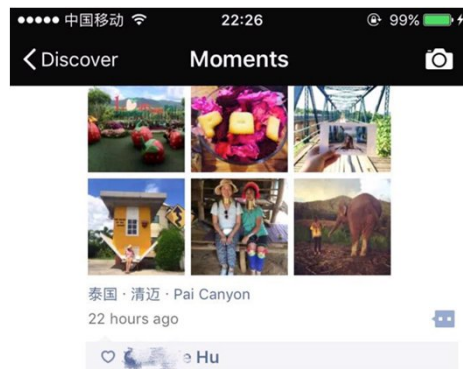 中国移动 22:26 99%
Discover Moments
泰国 · 清迈 · Pai Canyon
22 hours ago
Hu